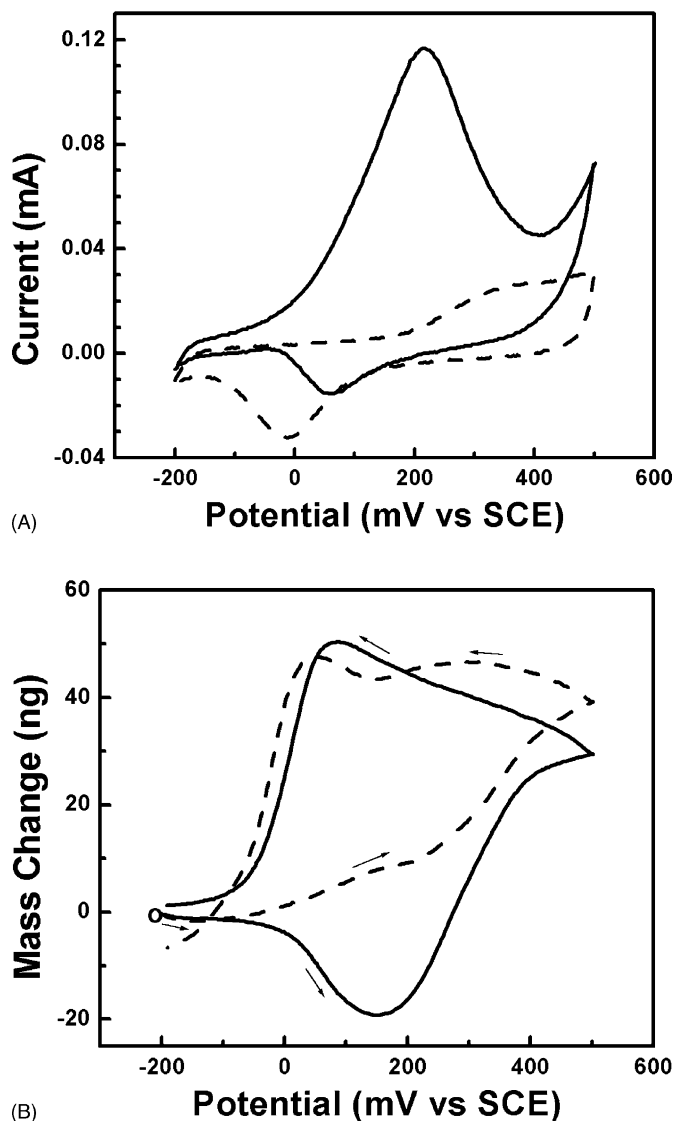 0.12
0.08
0.04
0.00
-0.04
Current (mA)
-200 0 200 400 600
Potential (mV vs SCE)
(A)
60
40
20
0
-20
Mass Change (ng)
O
-200 0 200 400 600
Potential (mV vs SCE)
(B)